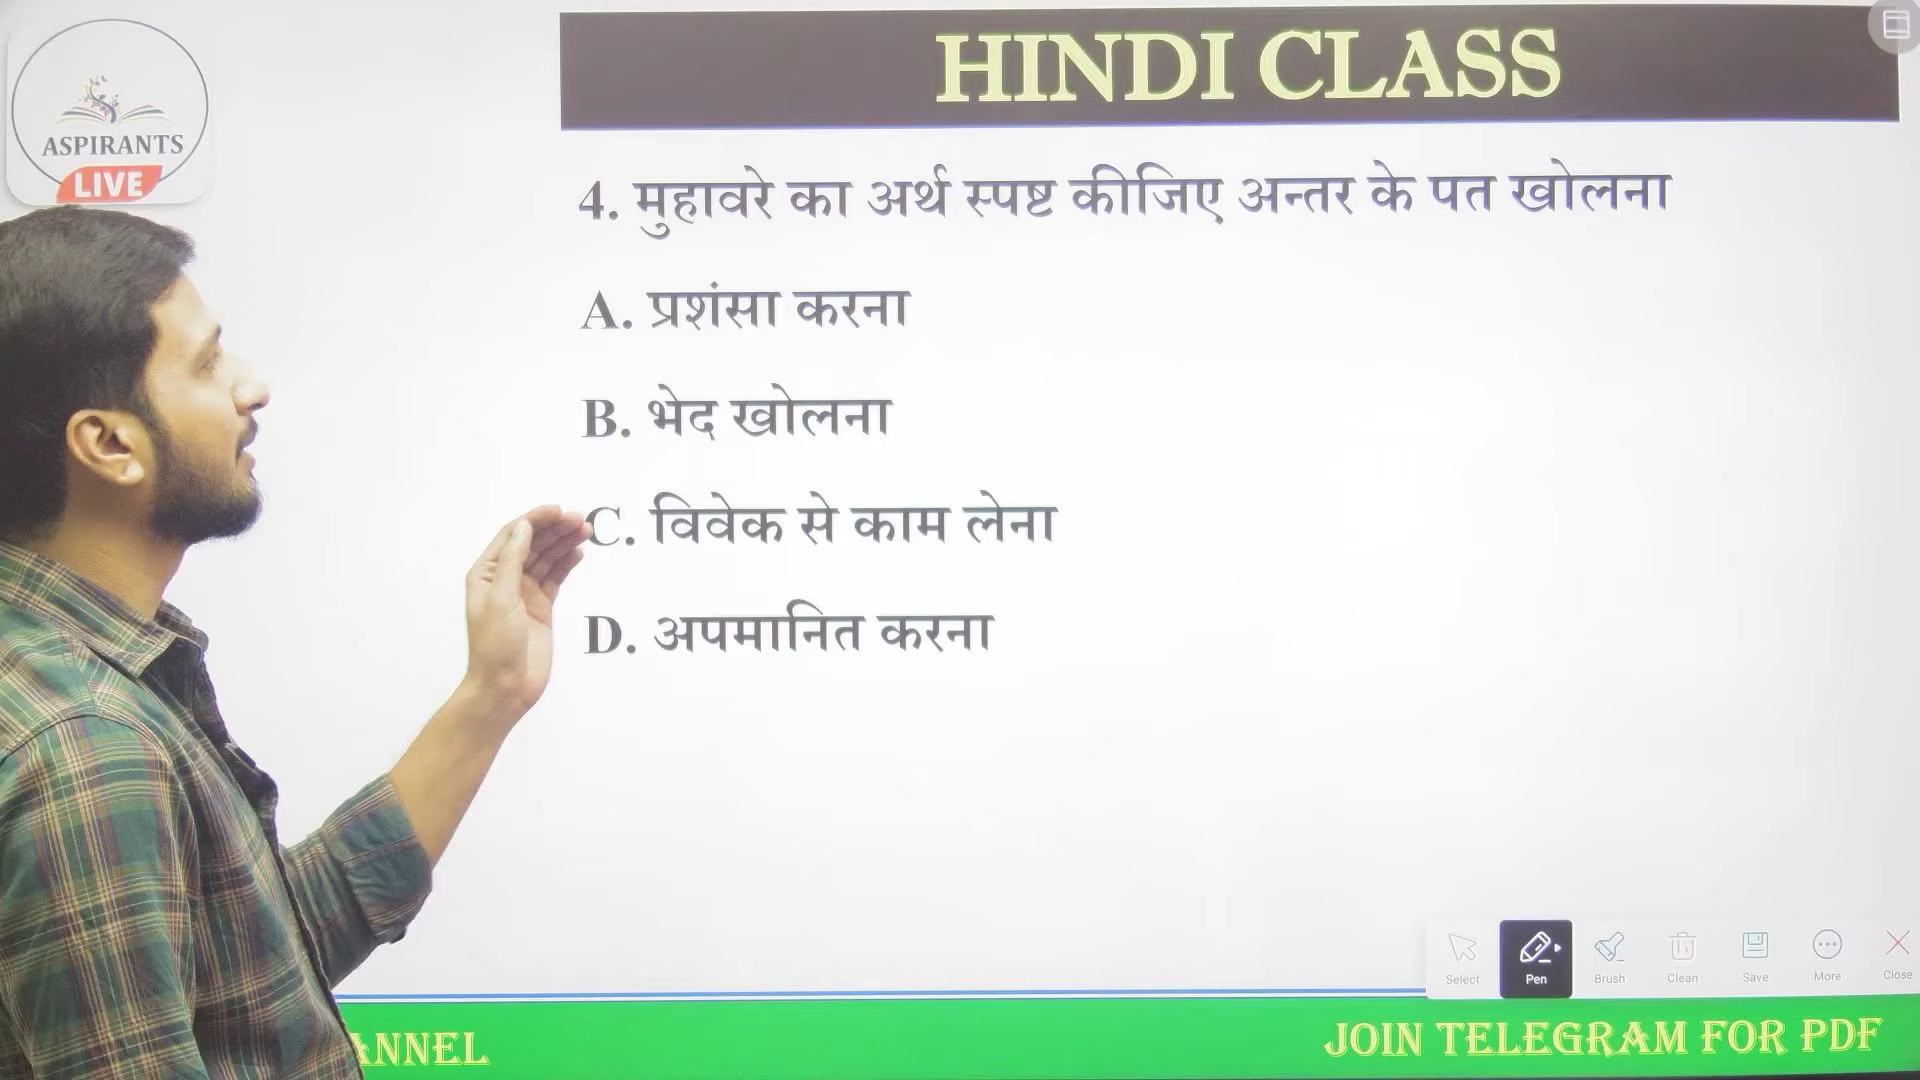 ASPIRANTS
LIVE
HINDI CLASS
4. मुहावरे का अर्थ स्पष्ट कीजिए अन्तर के पत खोलना
A. प्रशंसा करना
B. भेद खोलना
C. विवेक से काम लेना
D. अपमानित करना
Select
Pen
Brush
Clean
Save
More
Close
ANNEL
JOIN TELEGRAM FOR PDF